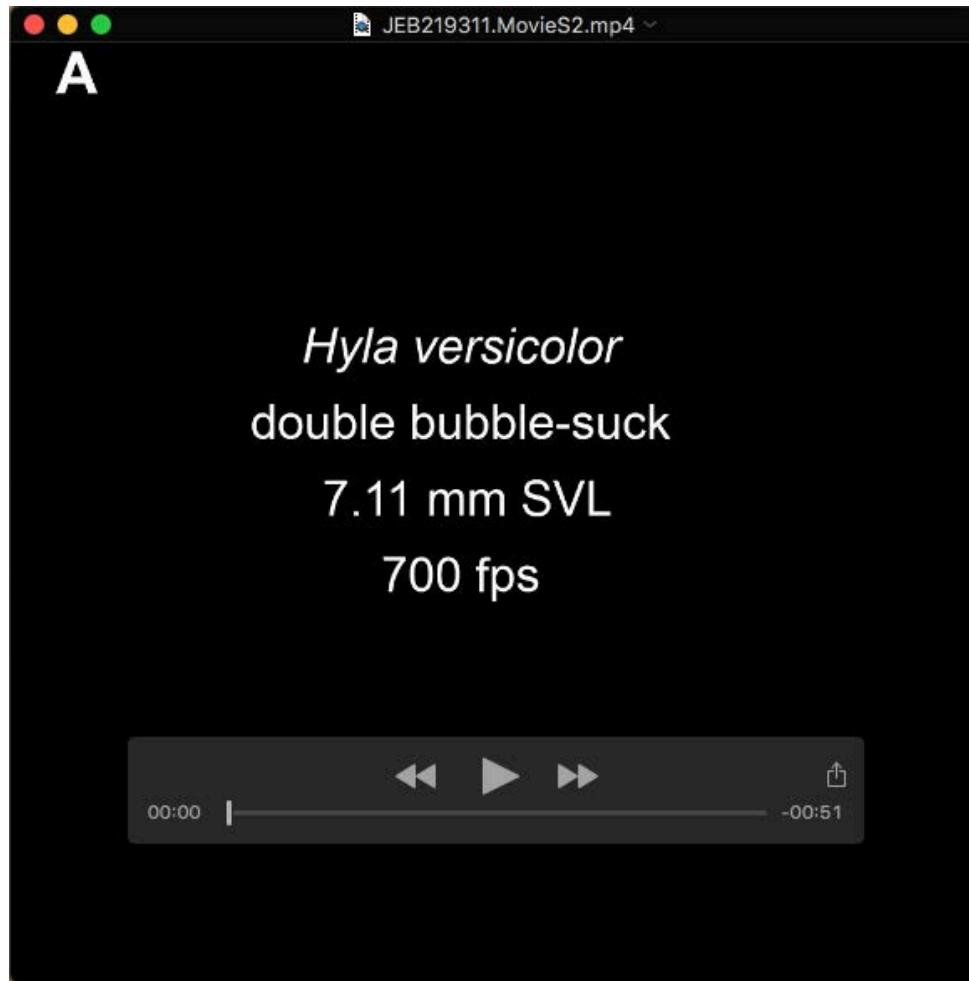 JEB219311.MovieS2.mp4
A
Hyla versicolor
double bubble-suck
7.11 mm SVL
700 fps
00:00 -00:51